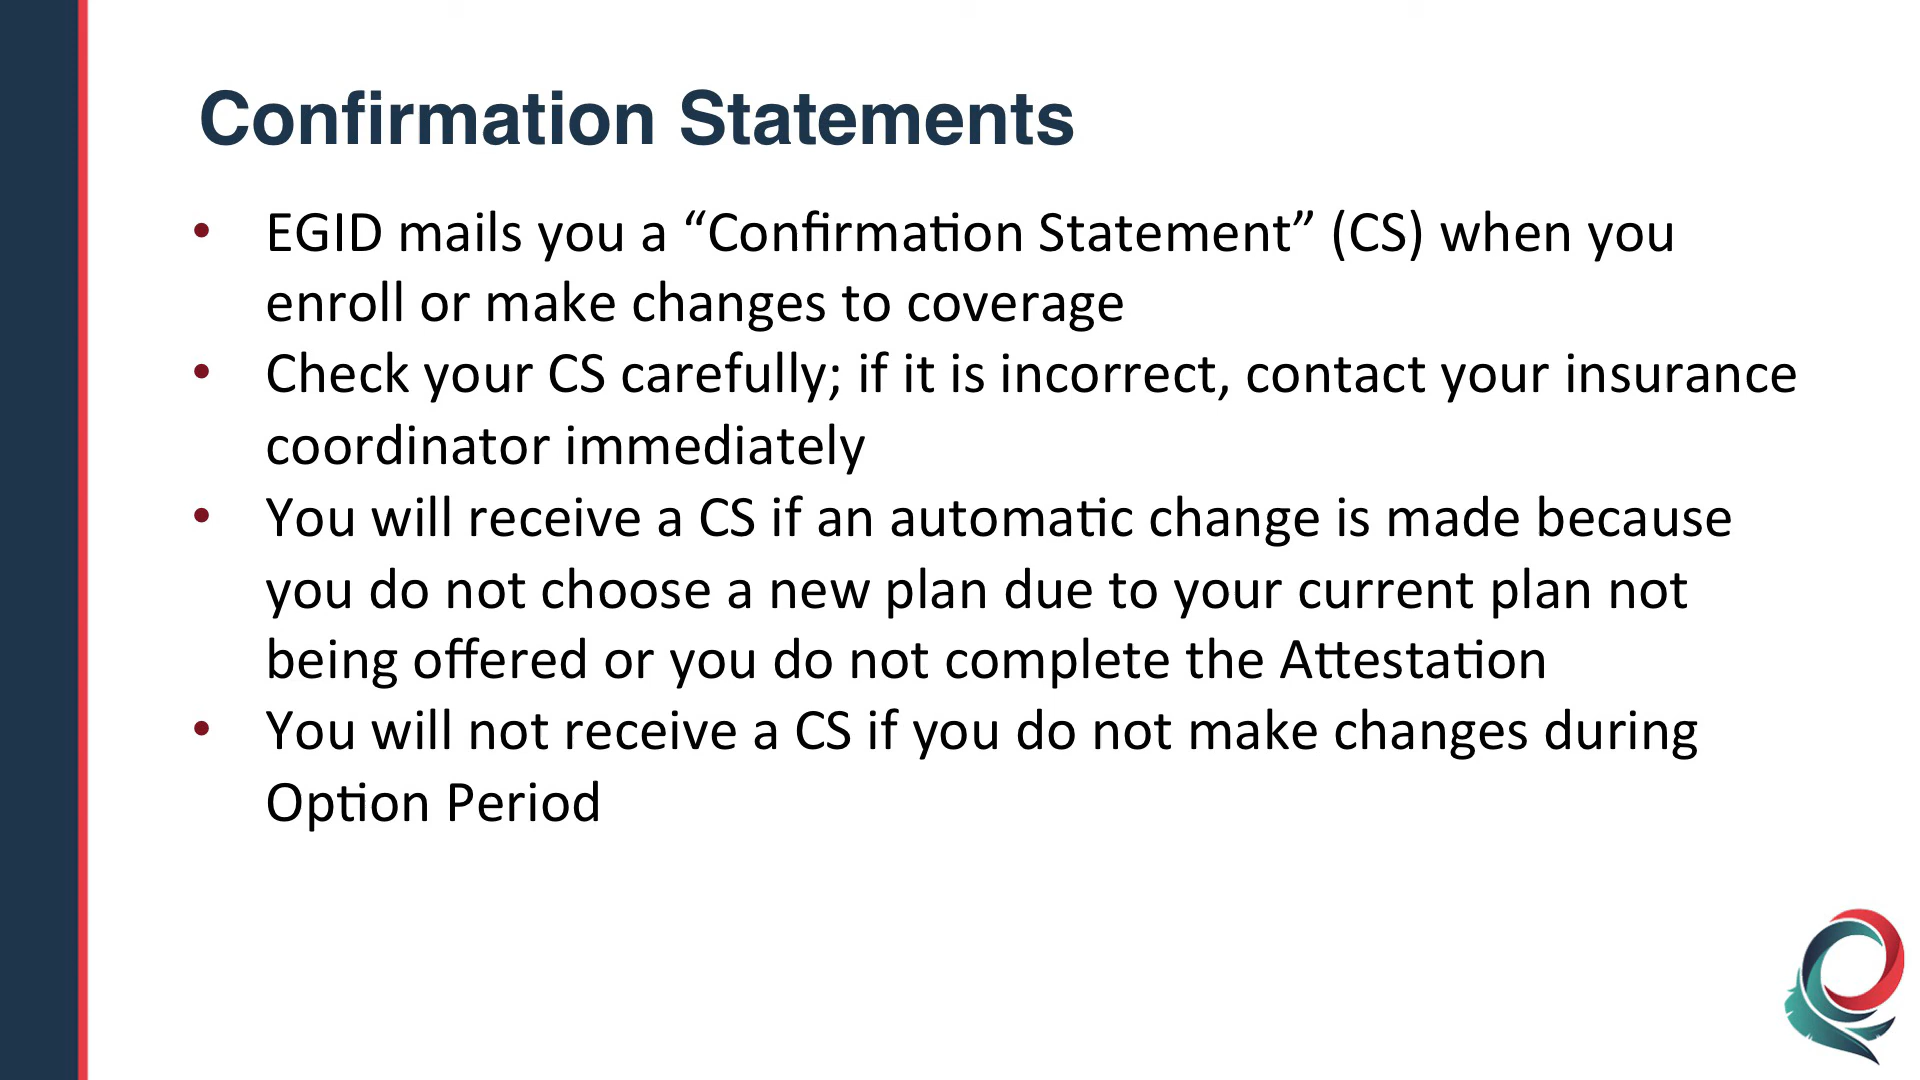 Confirmation Statements
• EGID mails you a “Confirmation Statement” (CS) when you
enroll or make changes to coverage
• Check your CS carefully; if it is incorrect, contact your insurance
coordinator immediately
• You will receive a CS if an automatic change is made because
you do not choose a new plan due to your current plan not
being offered or you do not complete the Attestation
• You will not receive a CS if you do not make changes during
Option Period